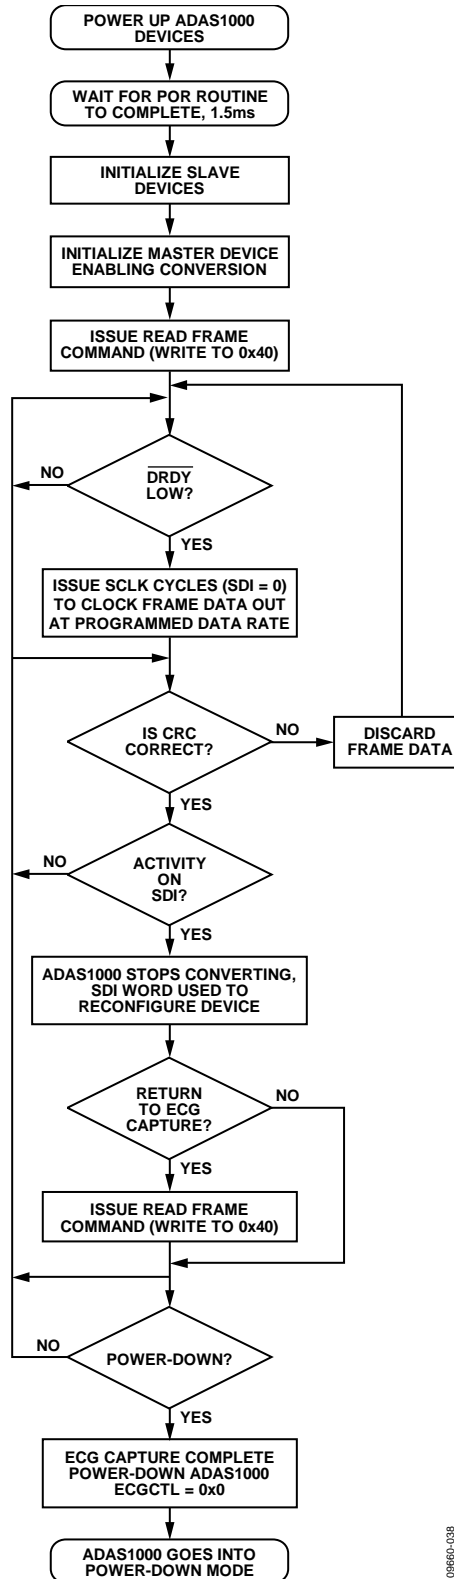 POWER UP ADAS1000
DEVICES
WAIT FOR POR ROUTINE
TO COMPLETE, 1.5ms
INITIALIZE SLAVE
DEVICES
INITIALIZE MASTER DEVICE
ENABLING CONVERSION
ISSUE READ FRAME
COMMAND (WRITE TO 0x40)
NO
DRDY
LOW?
YES
ISSUE SCLK CYCLES (SDI = 0)
TO CLOCK FRAME DATA OUT
AT PROGRAMMED DATA RATE
IS CRC
CORRECT?
NO
DISCARD
FRAME DATA
YES
NO
ACTIVITY
ON
SDI?
YES
ADAS1000 STOPS CONVERTING,
SDI WORD USED TO
RECONFIGURE DEVICE
RETURN
TO ECG
CAPTURE?
NO
YES
ISSUE READ FRAME
COMMAND (WRITE TO 0x40)
NO
POWER-DOWN?
YES
ECG CAPTURE COMPLETE
POWER-DOWN ADAS1000
ECGCTL = 0x0
ADAS1000 GOES INTO
POWER-DOWN MODE
09660-038